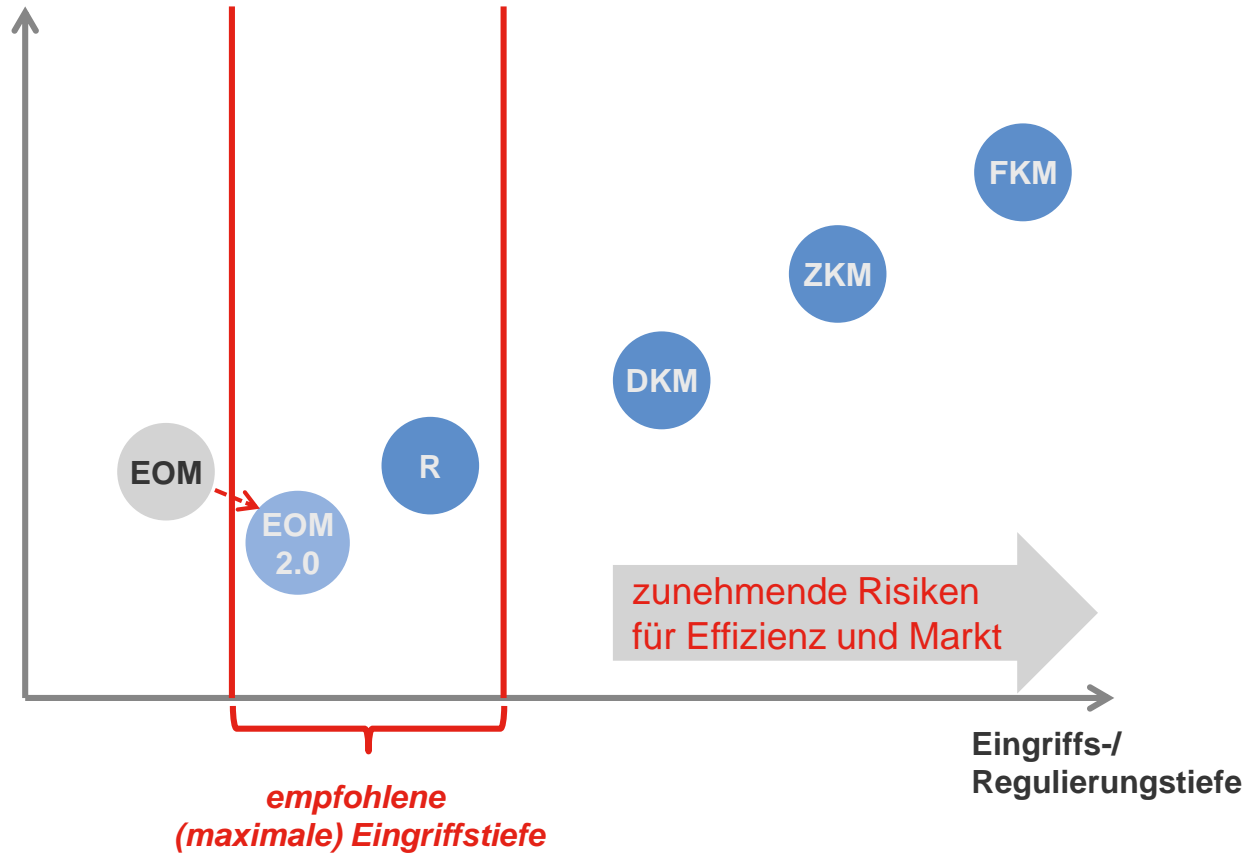 FKM
ZKM
DKM
R
EOM
EOM
2.0
zunehmende Risiken
für Effizienz und Markt
Eingriffs-/
Regulierungstiefe
empfohlene
(maximale) Eingriffstiefe